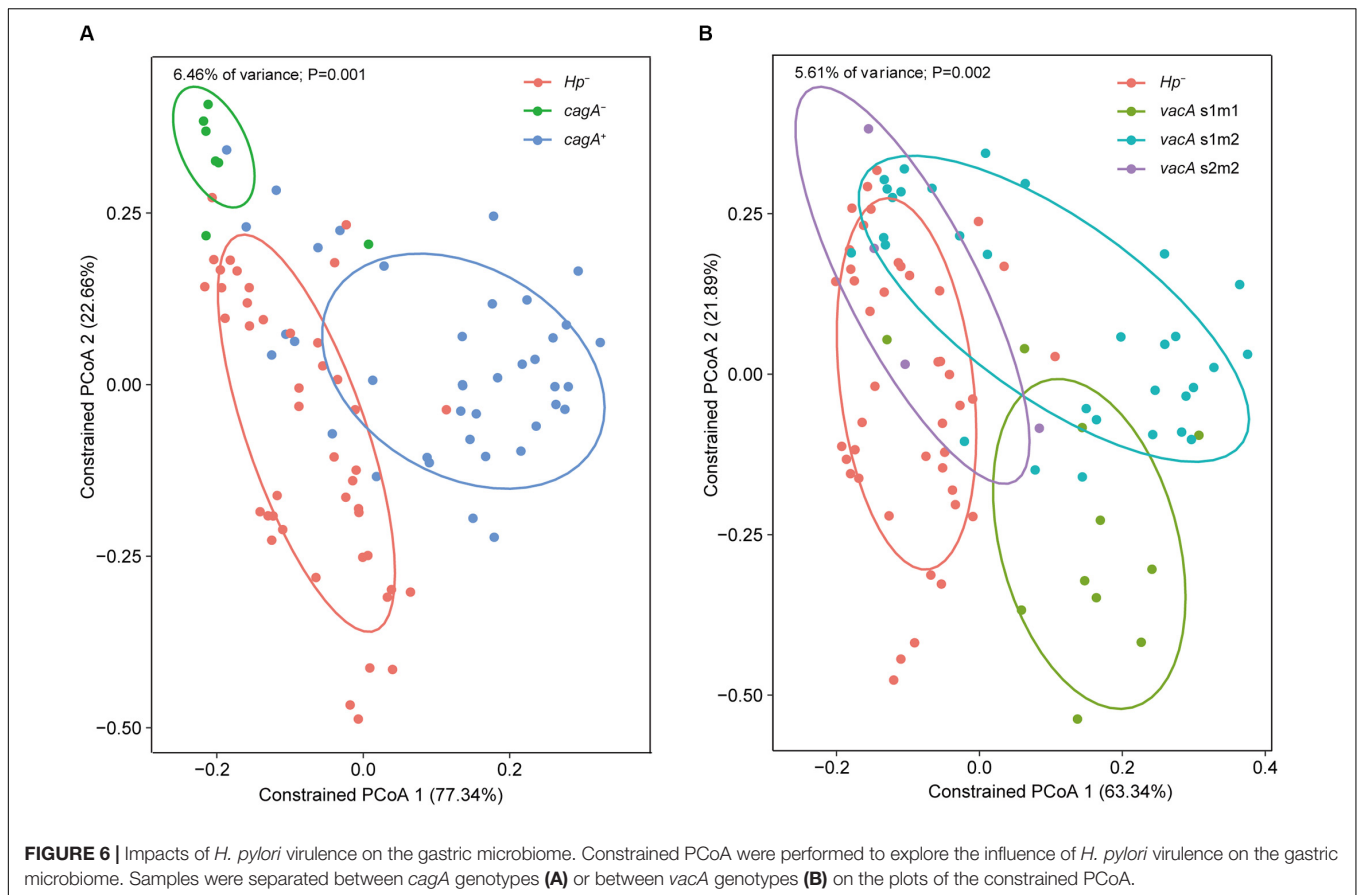 A
6.46% of variance; P=0.001
Hp⁻
cagA⁻
cagA⁺
0.25
0.00
−0.25
−0.50
Constrained PCoA 2 (22.66%)
−0.2
0.0
0.2
Constrained PCoA 1 (77.34%)
B
5.61% of variance; P=0.002
Hp⁻
vacA s1m1
vacA s1m2
vacA s2m2
0.25
0.00
−0.25
−0.50
Constrained PCoA 2 (21.89%)
−0.2
0.0
0.2
0.4
Constrained PCoA 1 (63.34%)
FIGURE 6 | Impacts of H. pylori virulence on the gastric microbiome. Constrained PCoA were performed to explore the influence of H. pylori virulence on the gastric
microbiome. Samples were separated between cagA genotypes (A) or between vacA genotypes (B) on the plots of the constrained PCoA.